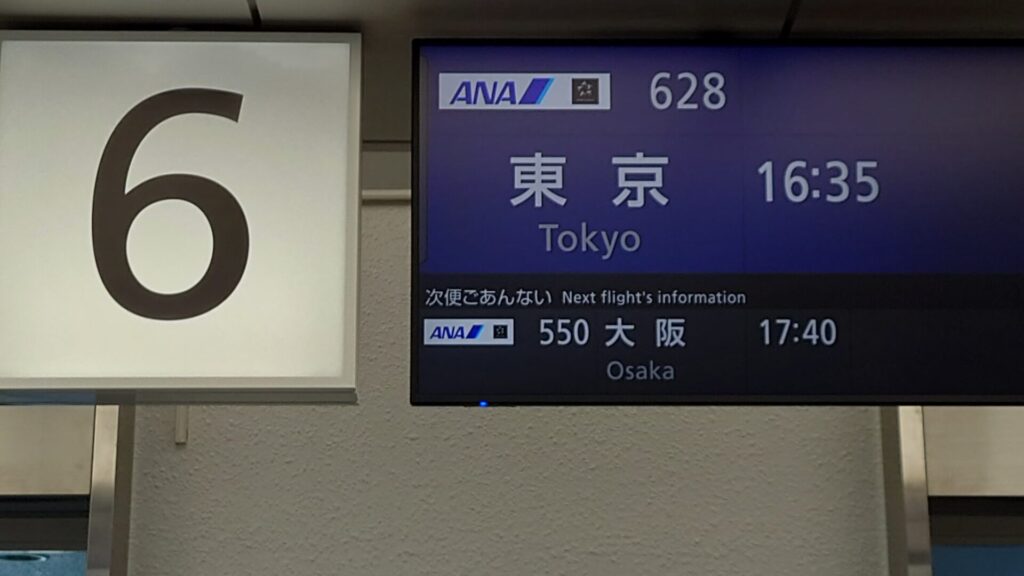 6
ANA 628
東京 16:35
Tokyo
次便ごあんない Next flight's information
ANA 550 大阪 17:40
Osaka